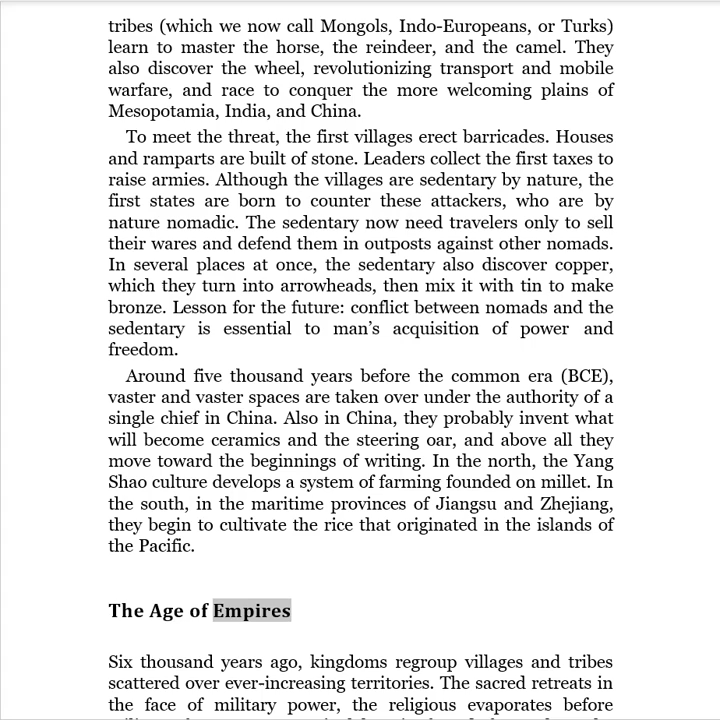 tribes (which we now call Mongols, Indo-Europeans, or Turks)
learn to master the horse, the reindeer, and the camel. They
also discover the wheel, revolutionizing transport and mobile
warfare, and race to conquer the more welcoming plains of
Mesopotamia, India, and China.
To meet the threat, the first villages erect barricades. Houses
and ramparts are built of stone. Leaders collect the first taxes to
raise armies. Although the villages are sedentary by nature, the
first states are born to counter these attackers, who are by
nature nomadic. The sedentary now need travelers only to sell
their wares and defend them in outposts against other nomads.
In several places at once, the sedentary also discover copper,
which they turn into arrowheads, then mix it with tin to make
bronze. Lesson for the future: conflict between nomads and the
sedentary is essential to man’s acquisition of power and
freedom.
Around five thousand years before the common era (BCE),
vaster and vaster spaces are taken over under the authority of a
single chief in China. Also in China, they probably invent what
will become ceramics and the steering oar, and above all they
move toward the beginnings of writing. In the north, the Yang
Shao culture develops a system of farming founded on millet. In
the south, in the maritime provinces of Jiangsu and Zhejiang,
they begin to cultivate the rice that originated in the islands of
the Pacific.
The Age of Empires
Six thousand years ago, kingdoms regroup villages and tribes
scattered over ever-increasing territories. The sacred retreats in
the face of military power, the religious evaporates before